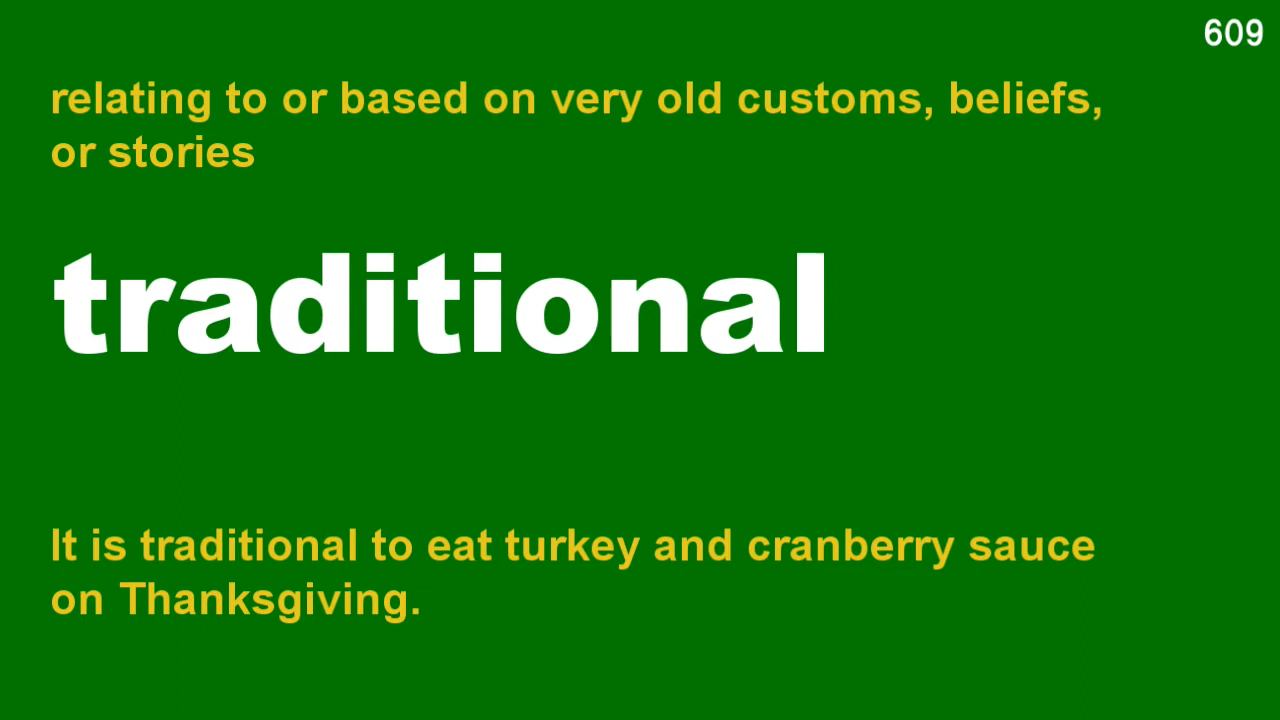 609
relating to or based on very old customs, beliefs,
or stories
traditional
It is traditional to eat turkey and cranberry sauce
on Thanksgiving.